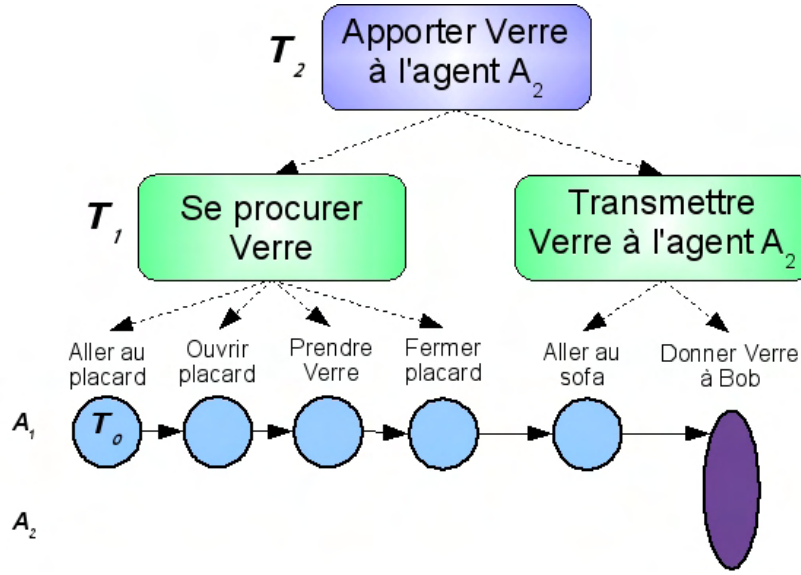 T2
Apporter Verre
à l'agent A2
T1
Se procurer
Verre
Transmettre
Verre à l'agent A2
Aller au
placard
Ouvrir
placard
Prendre
Verre
Fermer
placard
Aller au
sofa
Donner Verre
à Bob
A1
To
A2